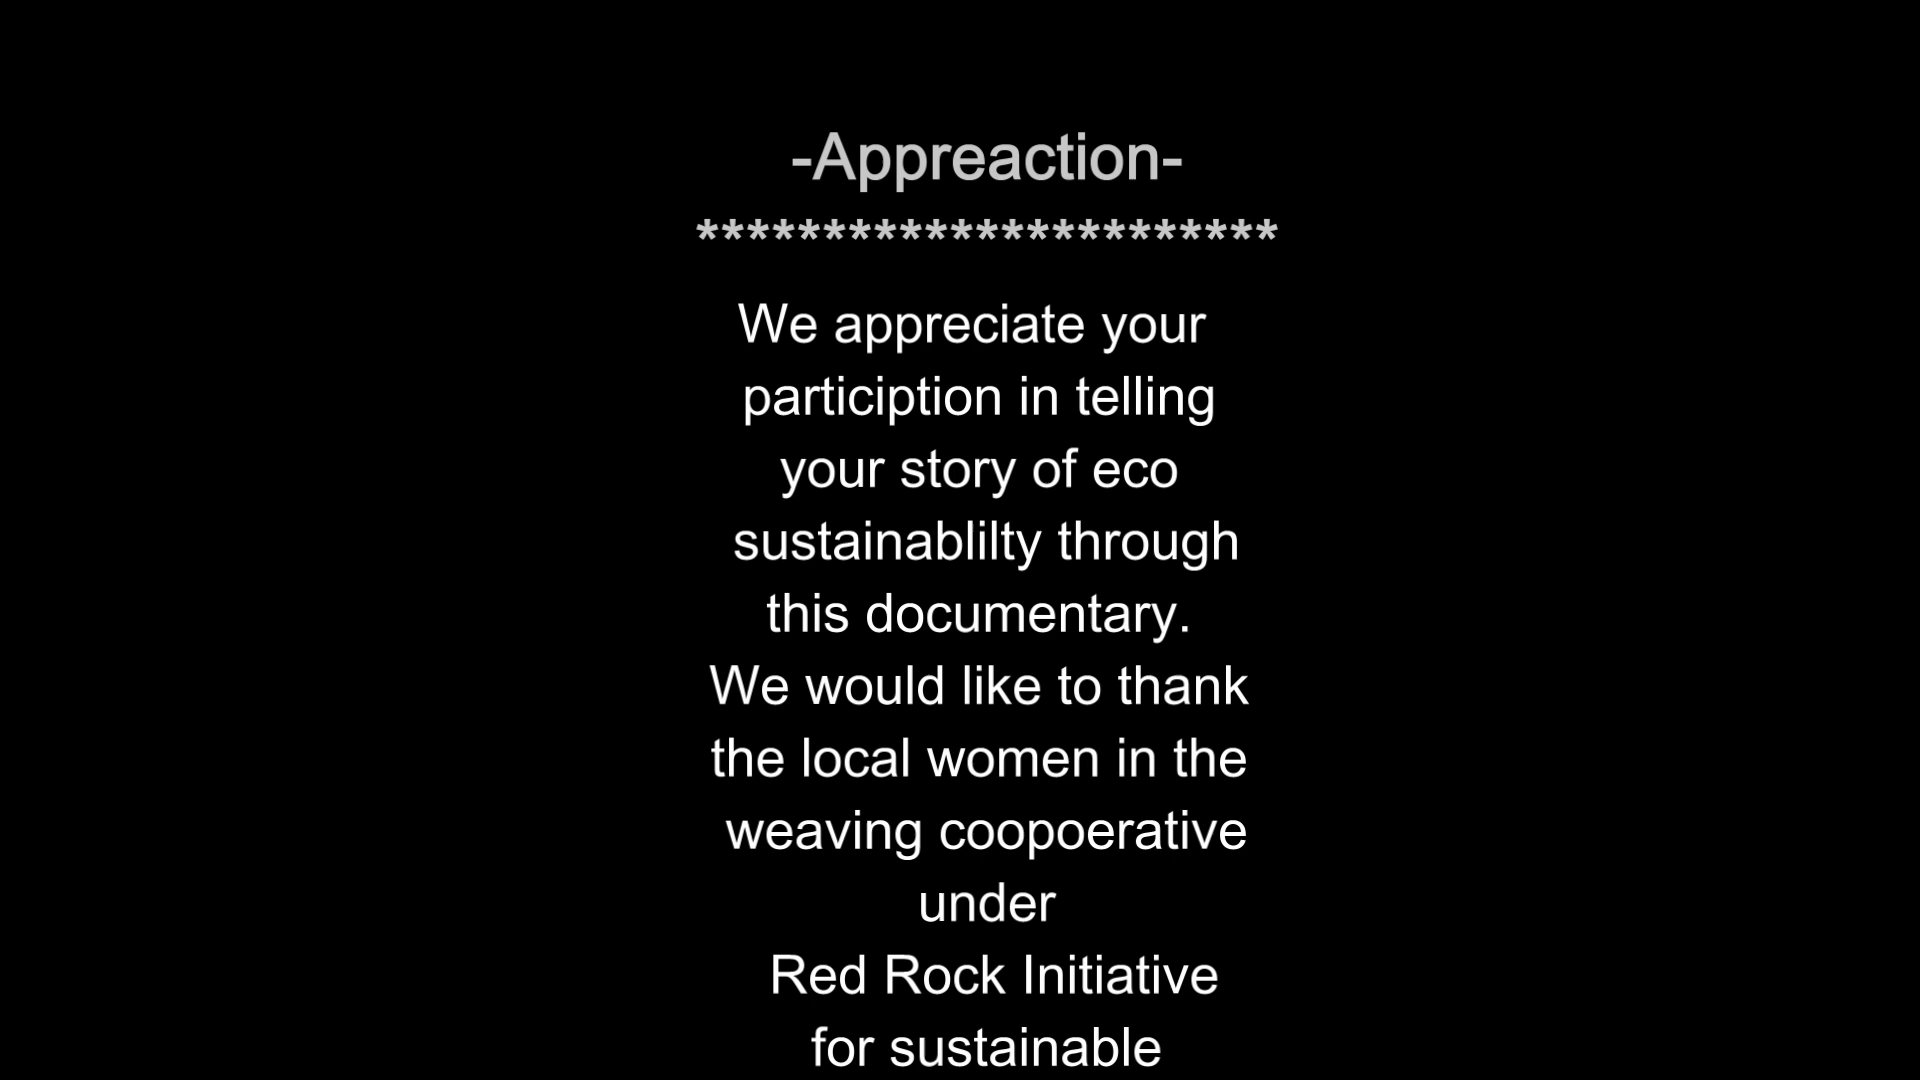 -Appreaction-
***********************
We appreciate your
particiption in telling
your story of eco
sustainablilty through
this documentary.
We would like to thank
the local women in the
weaving coopoerative
under
Red Rock Initiative
for sustainable